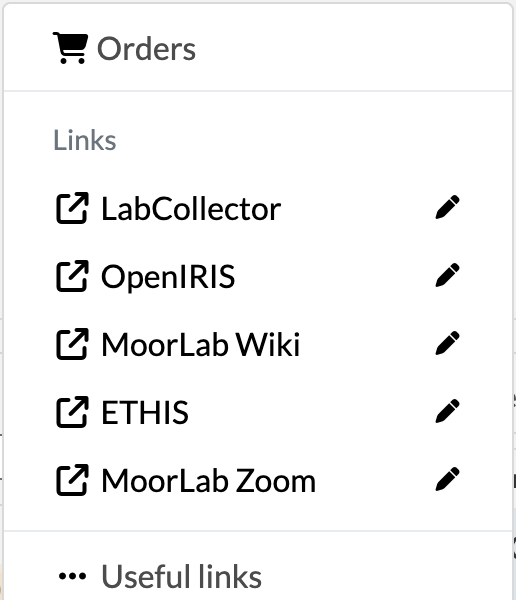 Orders
Links
LabCollector
OpenIRIS
MoorLab Wiki
ETHIS
MoorLab Zoom
Useful links